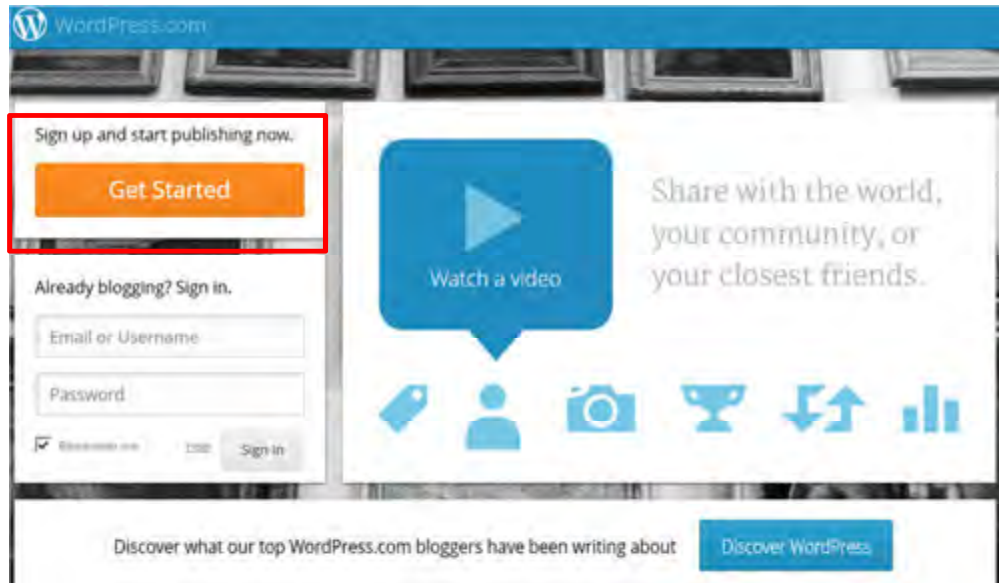 WordPress.com
Sign up and start publishing now.
Get Started
Already blogging? Sign in.
Email or Username
Password
Remember me
Sign In
Watch a video
Share with the world,
your community, or
your closest friends.
Discover what our top WordPress.com bloggers have been writing about
Discover WordPress